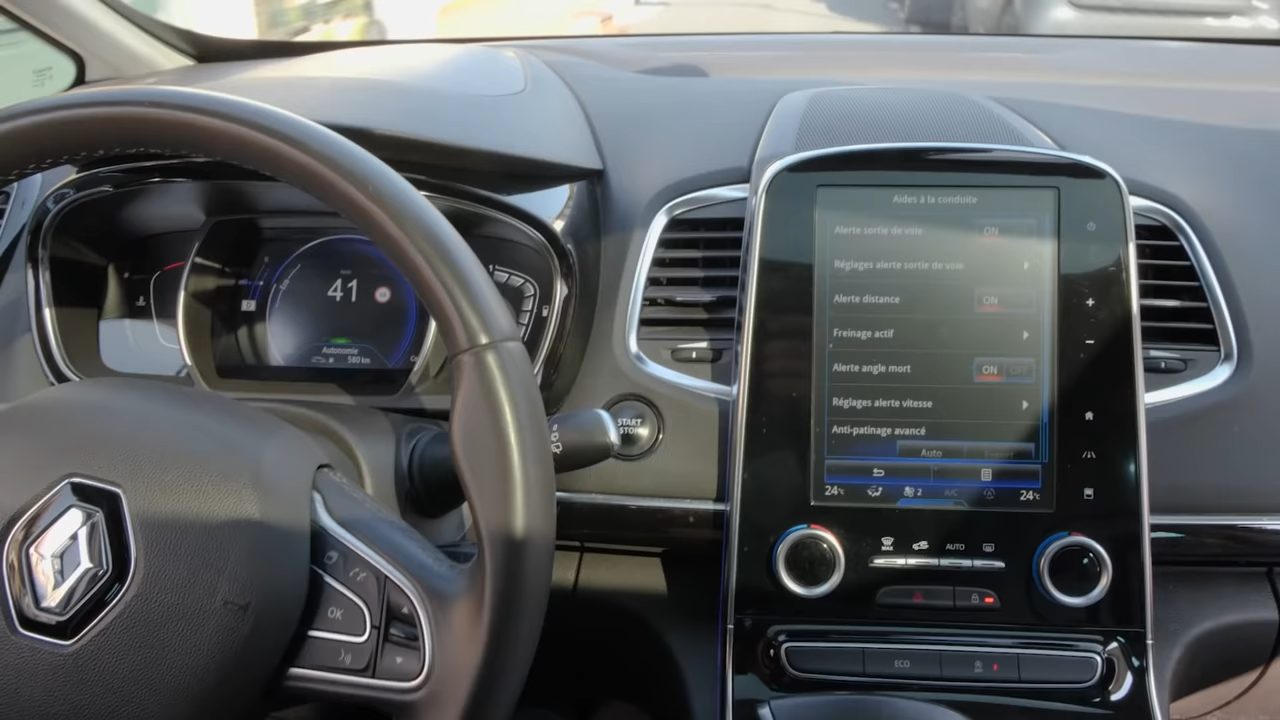 Aides à la conduite
Alerte sortie de voie ON
Réglages alerte sortie de voie
Alerte distance ON
Freinage actif
Alerte angle mort ON OFF
Réglages alerte vitesse
Anti-patinage avancé
Auto Expert
24°C 2 A/C 24°C
41
Autonomie
580 km
START
STOP
MAX AUTO
OK
ECO